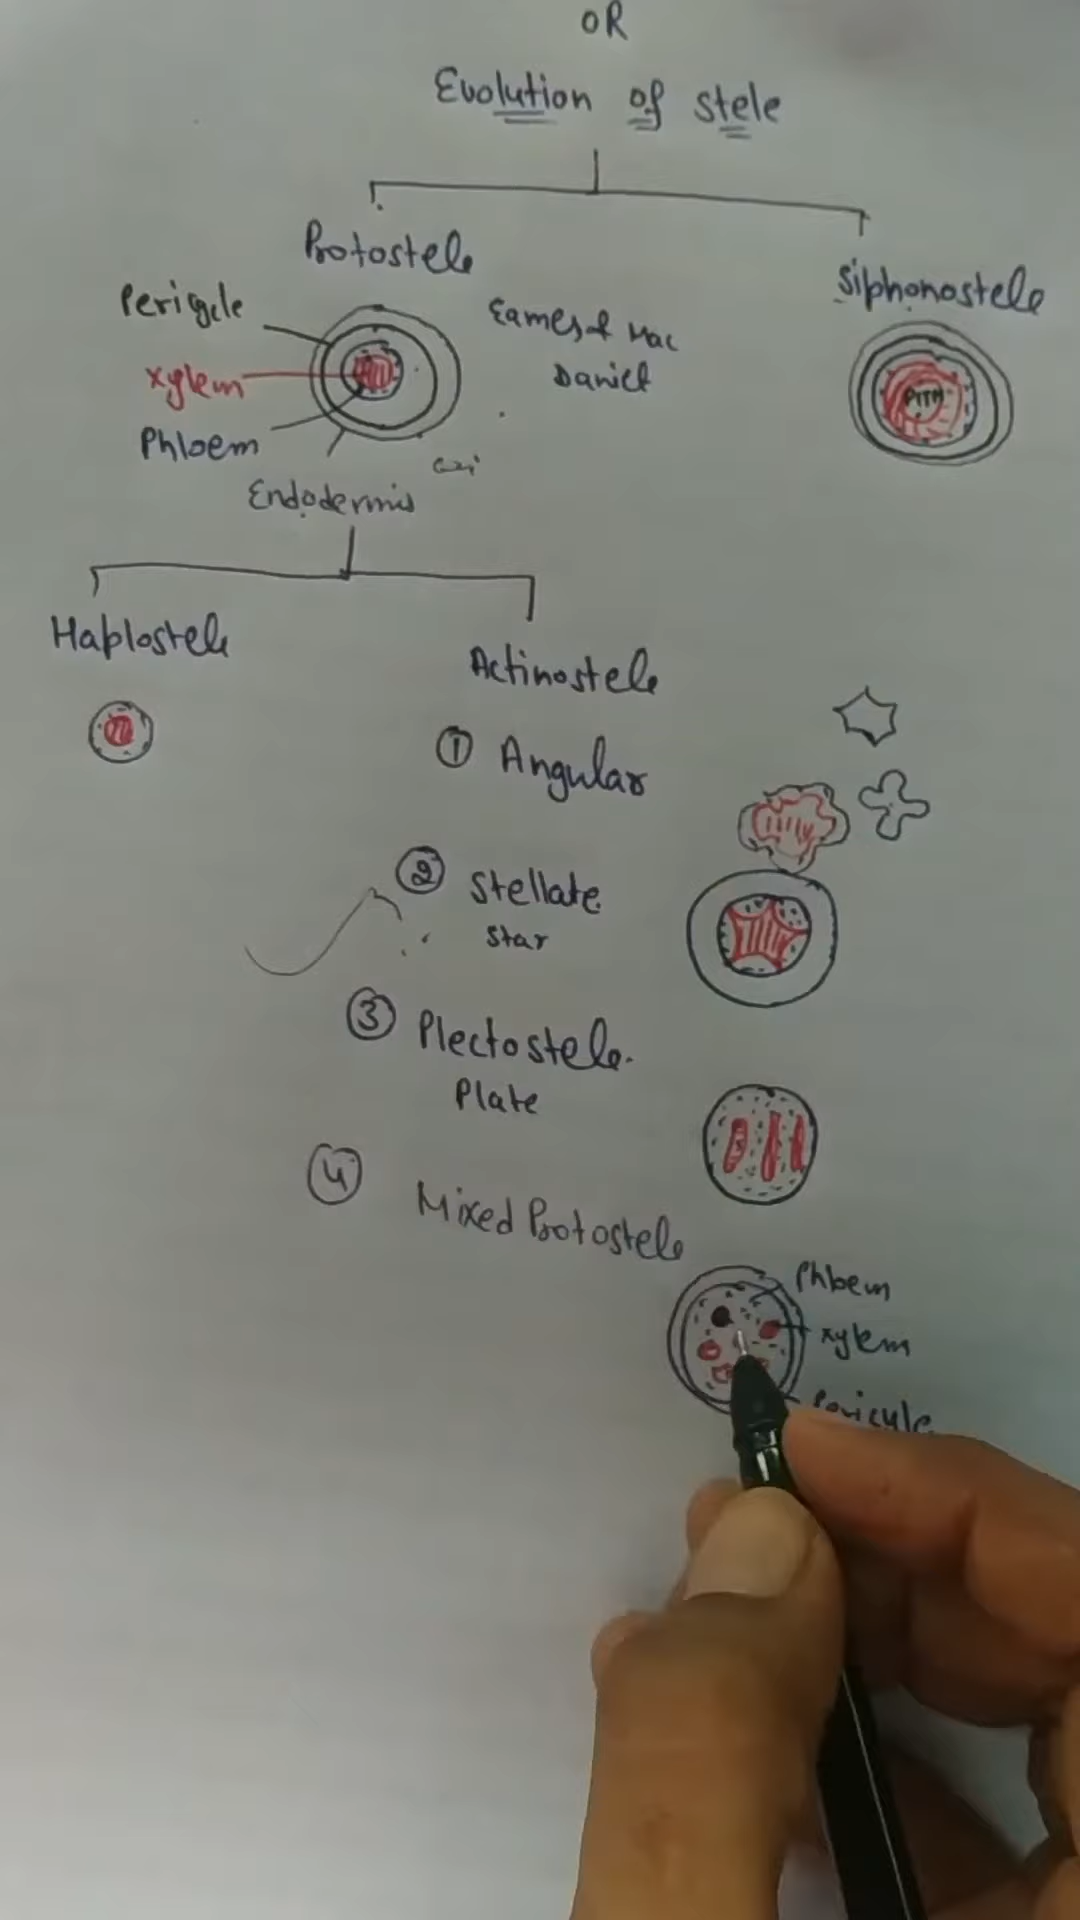 OR
Evolution of stele
Protostele
Siphonostele
Pericycle
Eames & Mac
Daniel
xylem
PITH
Phloem
Endodermis
Haplostele
Actinostele
① Angular
② Stellate
Star
③ Plectostele.
Plate
④ Mixed Protostele
Phloem
xylem